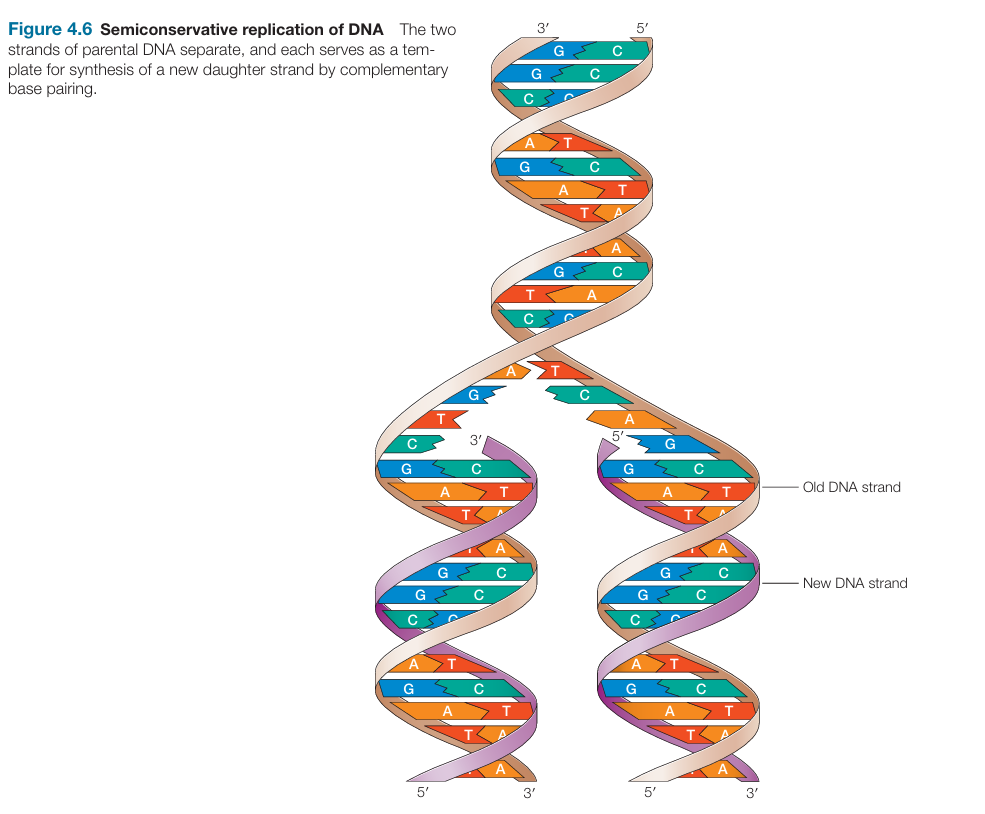 Figure 4.6 Semiconservative replication of DNA The two
strands of parental DNA separate, and each serves as a tem-
plate for synthesis of a new daughter strand by complementary
base pairing.
3′ 5′
G C
G C
C
A T
G C
A T
T A
A
G C
T A
C G
A T
G C
T A
C 3′ 5′ G
G C G C
A T A T
T A T A
A A
G C G C
G C G C
C C
A T A T
G C G C
A T A T
T A T A
A A
5′ 3′ 5′ 3′
Old DNA strand
New DNA strand